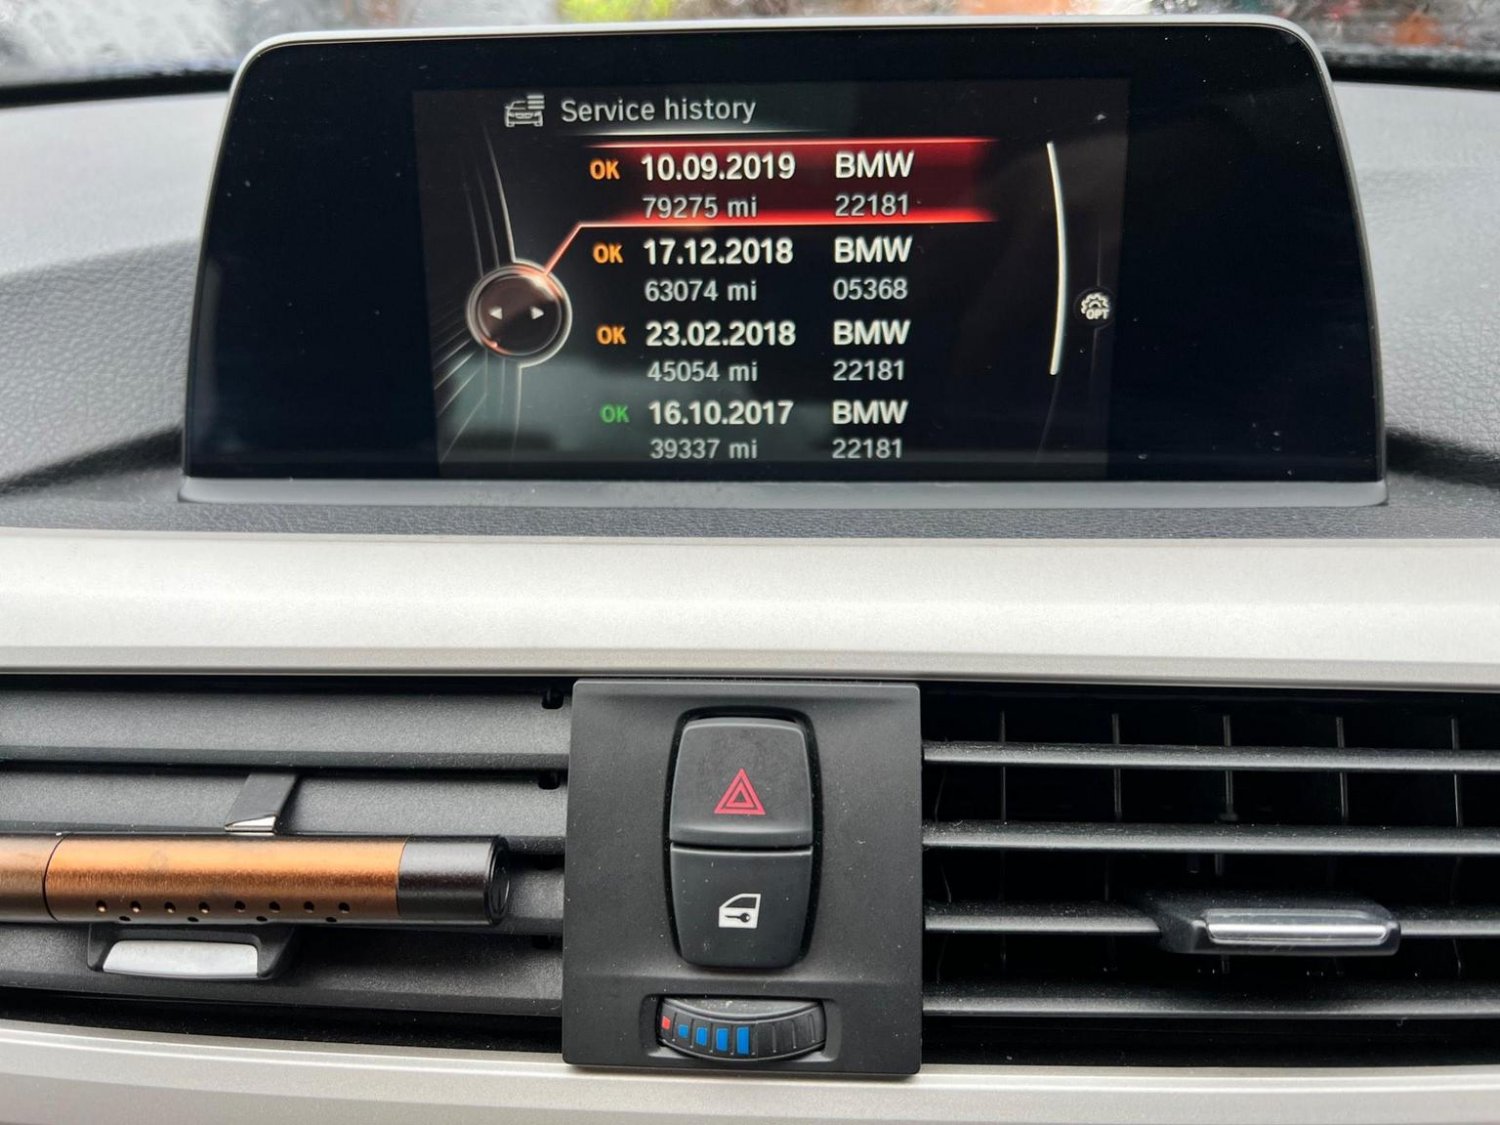 Service history
OK 10.09.2019 BMW
79275 mi 22181
OK 17.12.2018 BMW
63074 mi 05368
OK 23.02.2018 BMW
45054 mi 22181
OK 16.10.2017 BMW
39337 mi 22181
OPT